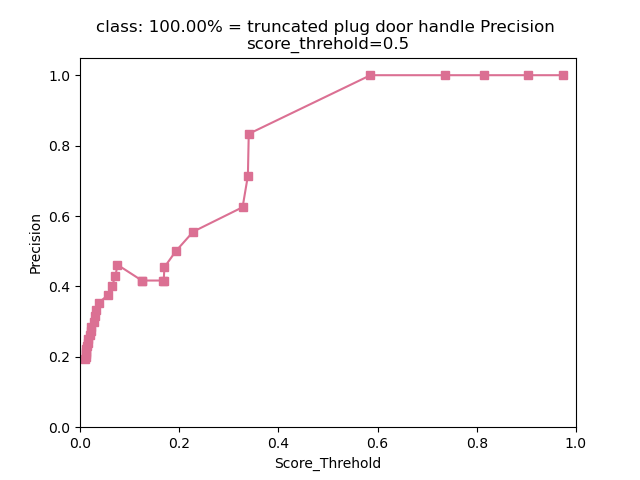 class: 100.00% = truncated plug door handle Precision
score_threhold=0.5
1.0
0.8
0.6
0.4
0.2
0.0
Precision
0.0 0.2 0.4 0.6 0.8 1.0
Score_Threhold